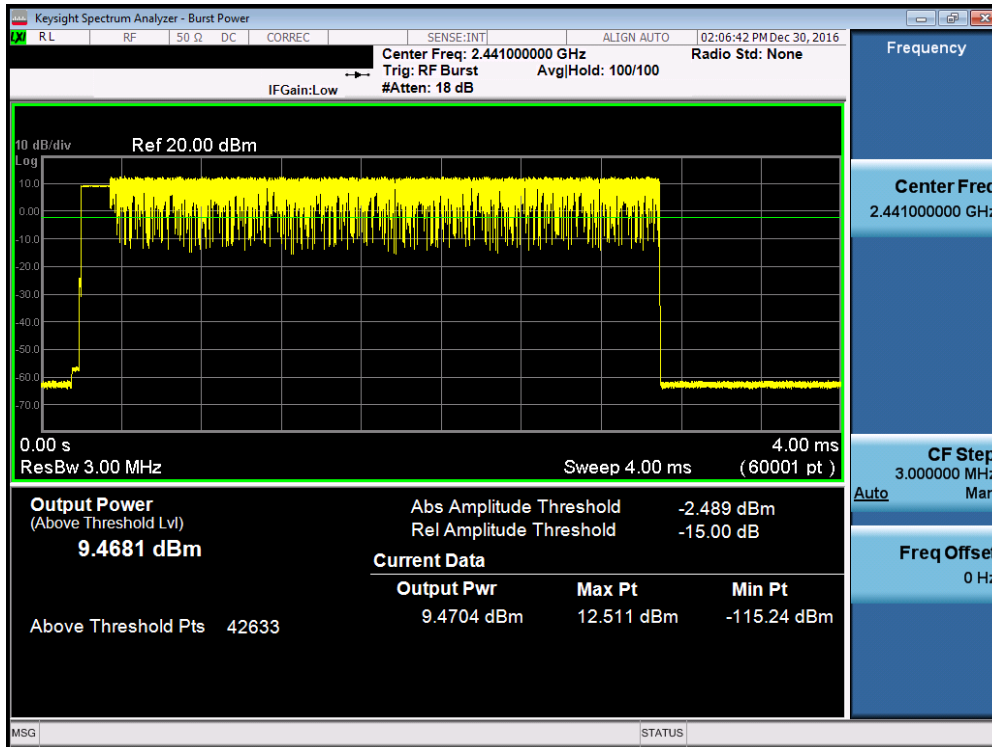 Keysight Spectrum Analyzer - Burst Power
LXI RL RF 50 Ω DC CORREC SENSE:INT ALIGN AUTO 02:06:42 PM Dec 30, 2016
Center Freq: 2.441000000 GHz Radio Std: None
Trig: RF Burst Avg|Hold: 100/100
IFGain:Low #Atten: 18 dB
Frequency
10 dB/div Ref 20.00 dBm
Log
10.0
0.00
-10.0
-20.0
-30.0
-40.0
-50.0
-60.0
-70.0
0.00 s 4.00 ms
ResBw 3.00 MHz Sweep 4.00 ms (60001 pt)
Center Freq
2.441000000 GHz
CF Step
3.000000 MHz
Auto Man
Freq Offset
0 Hz
Output Power
(Above Threshold Lvl)
9.4681 dBm
Above Threshold Pts 42633
Abs Amplitude Threshold -2.489 dBm
Rel Amplitude Threshold -15.00 dB
Current Data
Output Pwr Max Pt Min Pt
9.4704 dBm 12.511 dBm -115.24 dBm
MSG STATUS